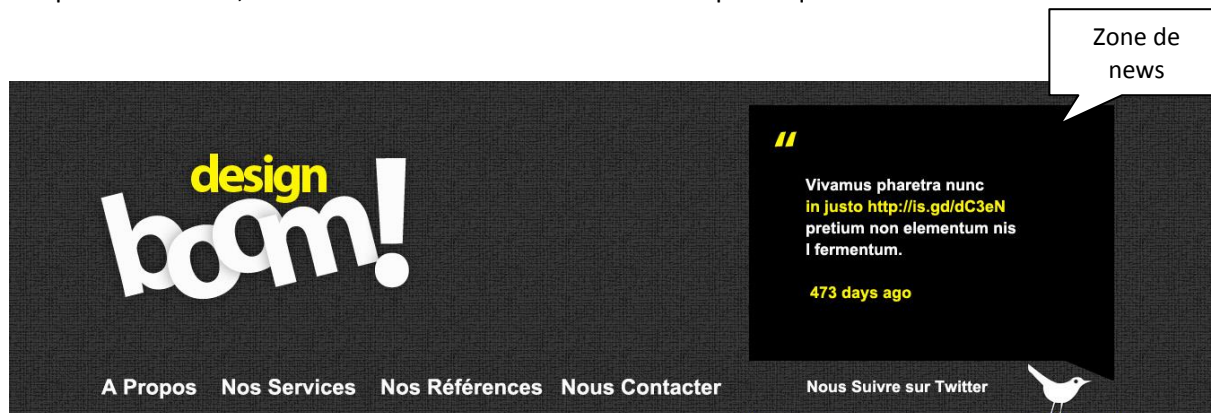 Zone de
news
design
boom!
“
Vivamus pharetra nunc
in justo http://is.gd/dC3eN
pretium non elementum nis
l fermentum.
473 days ago
A Propos Nos Services Nos Références Nous Contacter
Nous Suivre sur Twitter